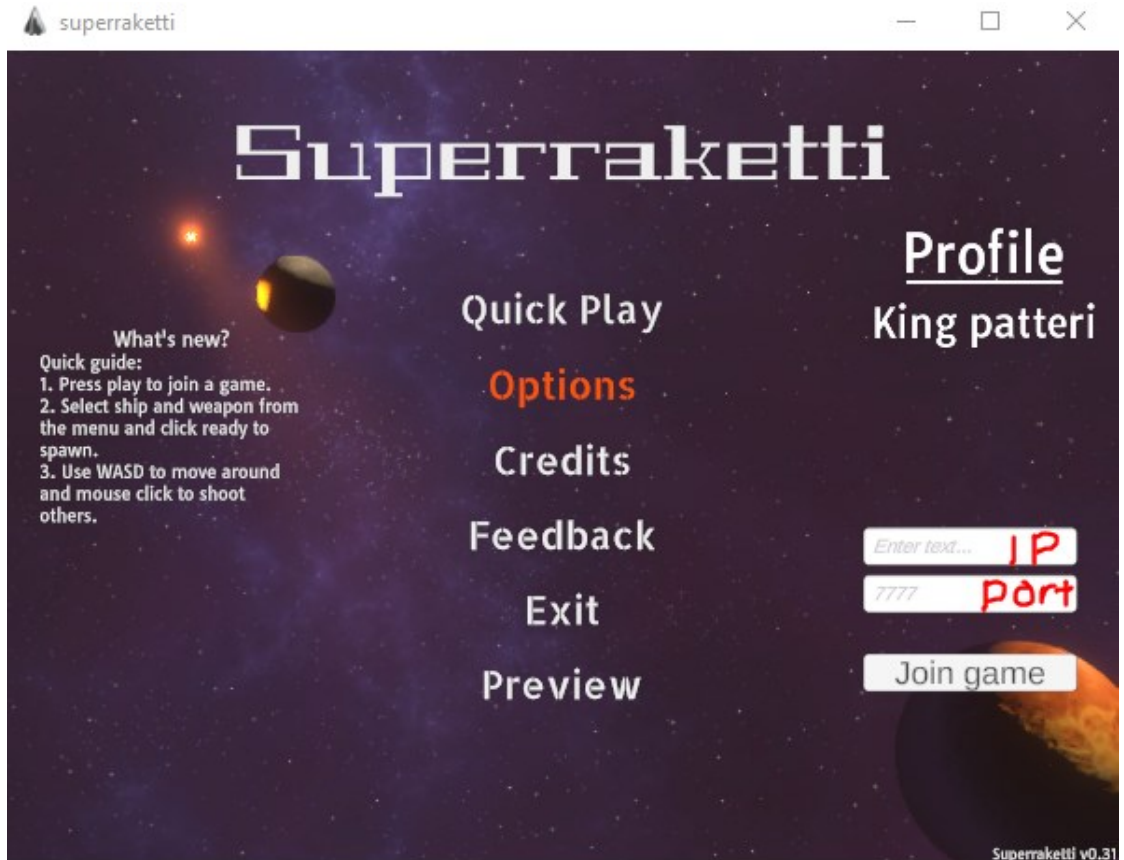 superraketti
Superraketti
Profile
King patteri
Quick Play
Options
Credits
Feedback
Exit
Preview
What's new?
Quick guide:
1. Press play to join a game.
2. Select ship and weapon from
the menu and click ready to
spawn.
3. Use WASD to move around
and mouse click to shoot
others.
Enter text... IP
7777 port
Join game
Superraketti v0.31